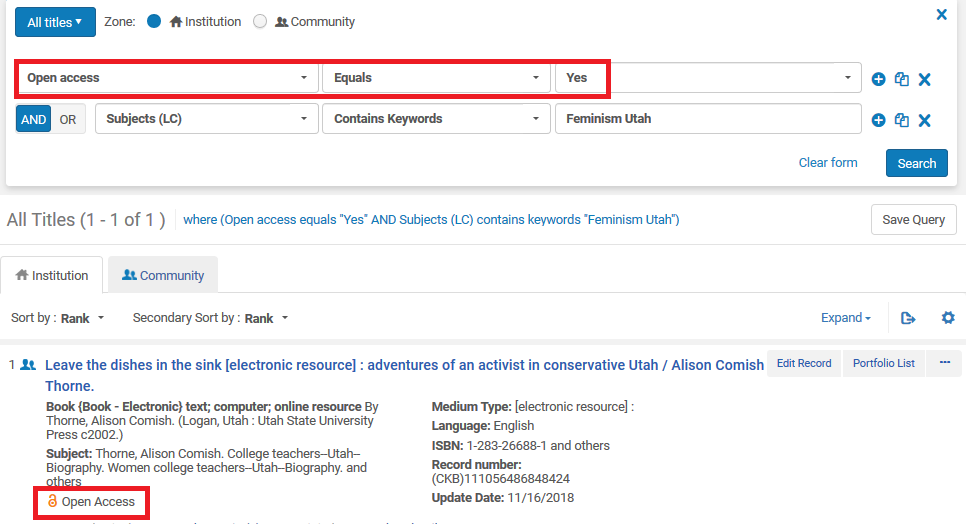 All titles Zone: Institution Community
Open access Equals Yes
AND OR Subjects (LC) Contains Keywords Feminism Utah
Clear form Search
All Titles (1 - 1 of 1 ) where (Open access equals "Yes" AND Subjects (LC) contains keywords "Feminism Utah") Save Query
Institution Community
Sort by : Rank Secondary Sort by : Rank Expand
1 Leave the dishes in the sink [electronic resource] : adventures of an activist in conservative Utah / Alison Comish Edit Record Portfolio List
Thorne.
Book {Book - Electronic} text; computer; online resource By
Thorne, Alison Comish. (Logan, Utah : Utah State University
Press c2002.)
Subject: Thorne, Alison Comish. College teachers--Utah--
Biography. Women college teachers--Utah--Biography. and
others
Open Access
Medium Type: [electronic resource] :
Language: English
ISBN: 1-283-26688-1 and others
Record number:
(CKB)111056486848424
Update Date: 11/16/2018